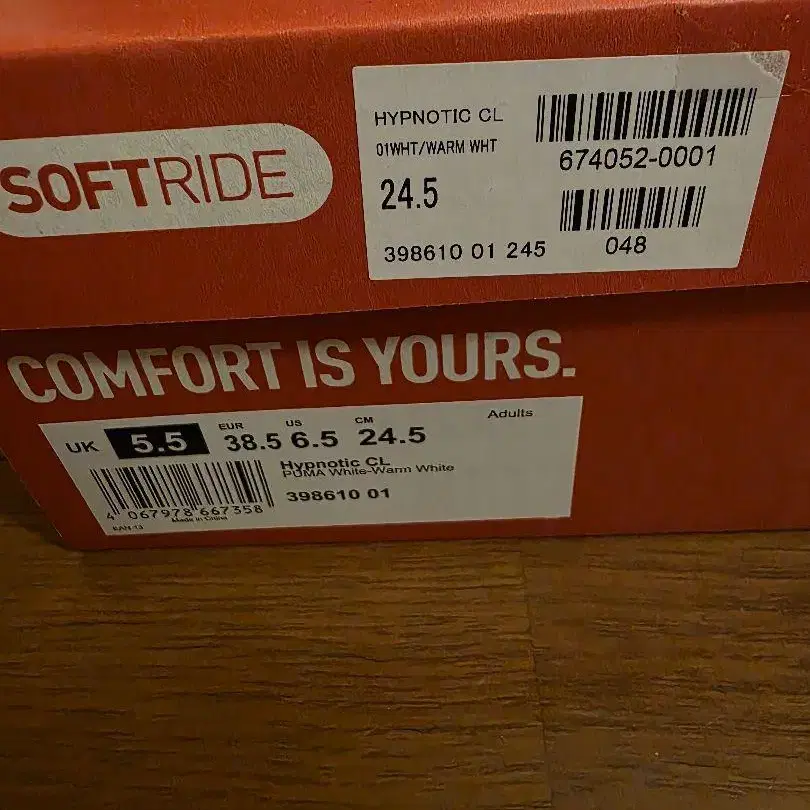 SOFTRIDE
HYPNOTIC CL
01WHT/WARM WHT
674052-0001
24.5
398610 01 245
048
COMFORT IS YOURS.
UK 5.5
EUR 38.5
US 6.5
CM 24.5
Adults
Hypnotic CL
PUMA White-Warm White
398610 01
4 067978 667358
Made in China
EAN 13